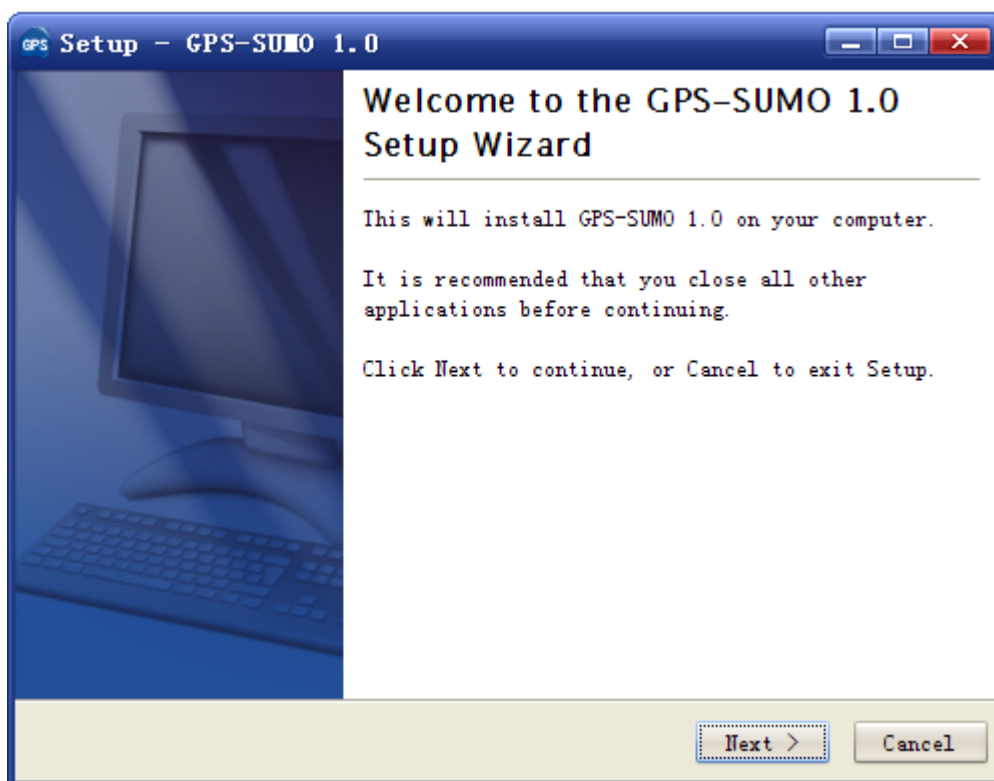 GPS Setup - GPS-SUMO 1.0
Welcome to the GPS-SUMO 1.0
Setup Wizard
This will install GPS-SUMO 1.0 on your computer.
It is recommended that you close all other
applications before continuing.
Click Next to continue, or Cancel to exit Setup.
Next >
Cancel